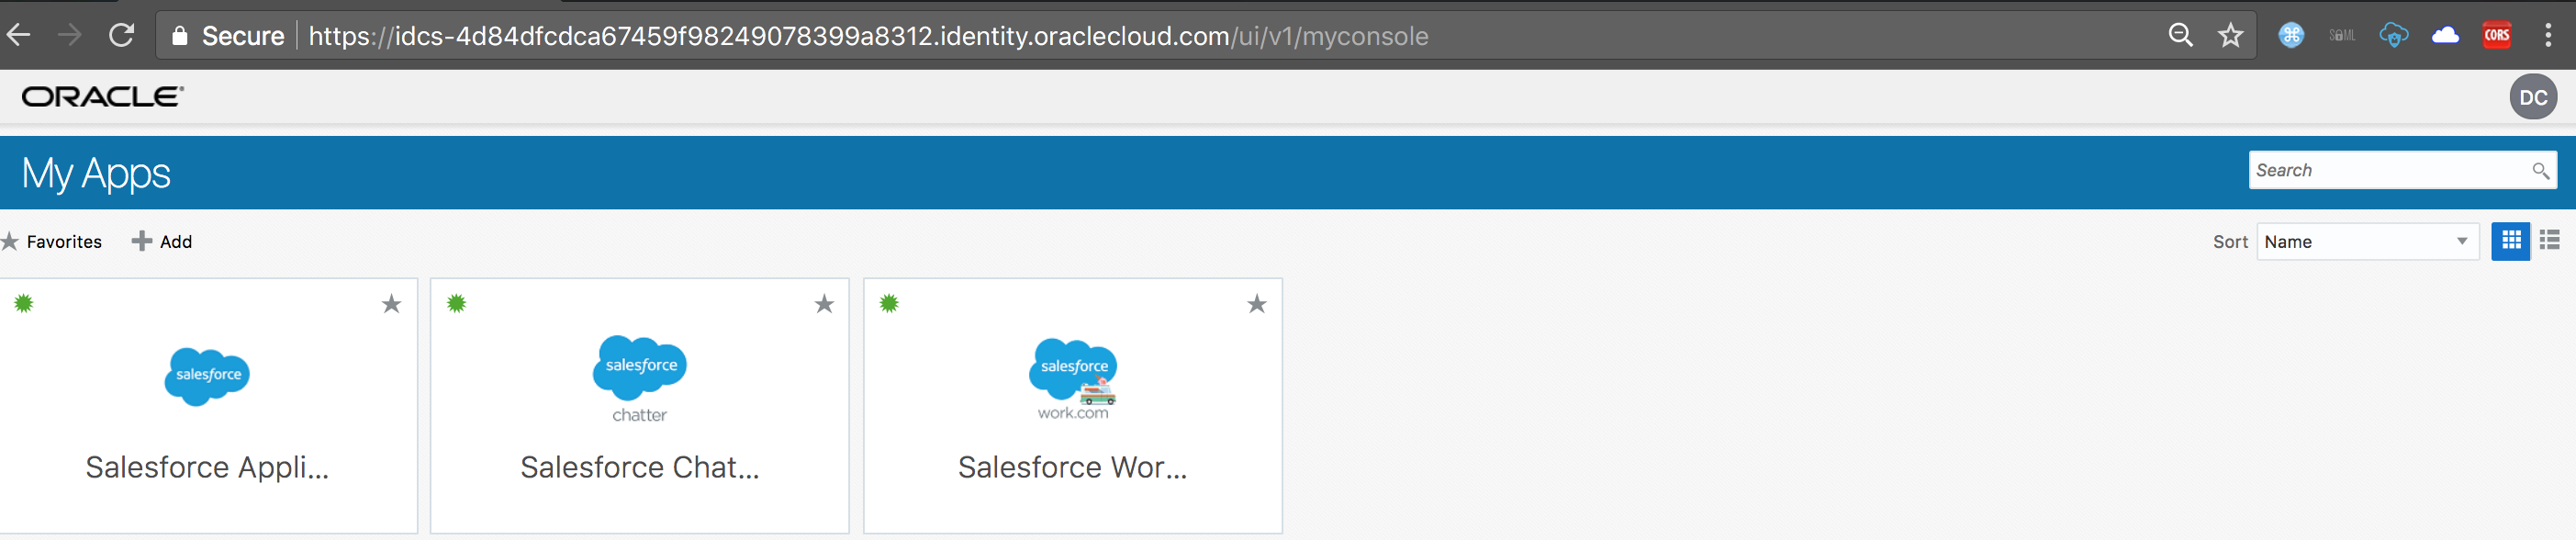 Secure https://idcs-4d84dfcdca67459f98249078399a8312.identity.oraclecloud.com/ui/v1/myconsole SAML CORS
ORACLE DC
My Apps Search
Favorites Add Sort Name
salesforce salesforce salesforce
chatter work.com
Salesforce Appli... Salesforce Chat... Salesforce Wor...